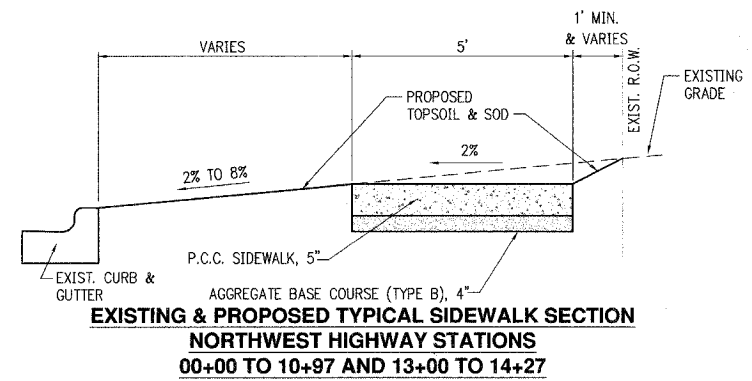 1' MIN.
& VARIES
VARIES
5'
EXIST. R.O.W.
EXISTING
GRADE
PROPOSED
TOPSOIL & SOD
2%
2% TO 8%
P.C.C. SIDEWALK, 5"
EXIST. CURB &
GUTTER
AGGREGATE BASE COURSE (TYPE B), 4"
EXISTING & PROPOSED TYPICAL SIDEWALK SECTION
NORTHWEST HIGHWAY STATIONS
00+00 TO 10+97 AND 13+00 TO 14+27